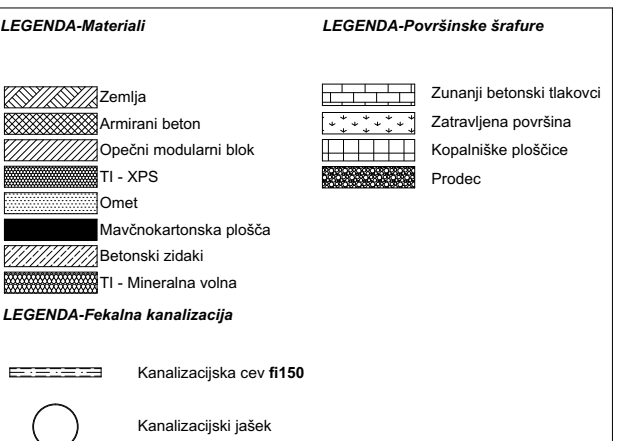 LEGENDA-Materiali
Zemlja
Armirani beton
Opečni modularni blok
TI - XPS
Omet
Mavčnokartonska plošča
Betonski zidaki
TI - Mineralna volna
LEGENDA-Površinske šrafure
Zunanji betonski tlakovci
Zatravljena površina
Kopalniške ploščice
Prodec
LEGENDA-Fekalna kanalizacija
Kanalizacijska cev fi150
Kanalizacijski jašek